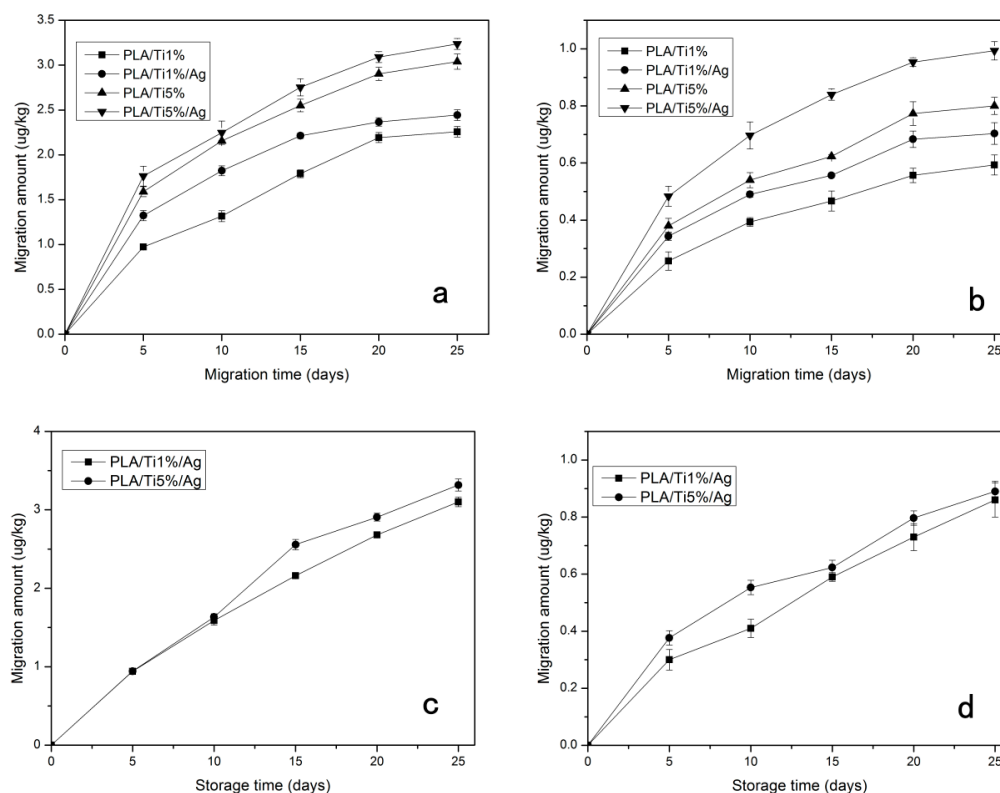 3.5
3.0
2.5
2.0
1.5
1.0
0.5
0.0
Migration amount (ug/kg)
PLA/Ti1%
PLA/Ti1%/Ag
PLA/Ti5%
PLA/Ti5%/Ag
a
0 5 10 15 20 25
Migration time (days)
1.0
0.8
0.6
0.4
0.2
0.0
Migration amount (ug/kg)
PLA/Ti1%
PLA/Ti1%/Ag
PLA/Ti5%
PLA/Ti5%/Ag
b
0 5 10 15 20 25
Migration time (days)
4
3
2
1
0
Migration amount (ug/kg)
PLA/Ti1%/Ag
PLA/Ti5%/Ag
c
0 5 10 15 20 25
Storage time (days)
1.0
0.8
0.6
0.4
0.2
0.0
Migration amount (ug/kg)
PLA/Ti1%/Ag
PLA/Ti5%/Ag
d
0 5 10 15 20 25
Storage time (days)